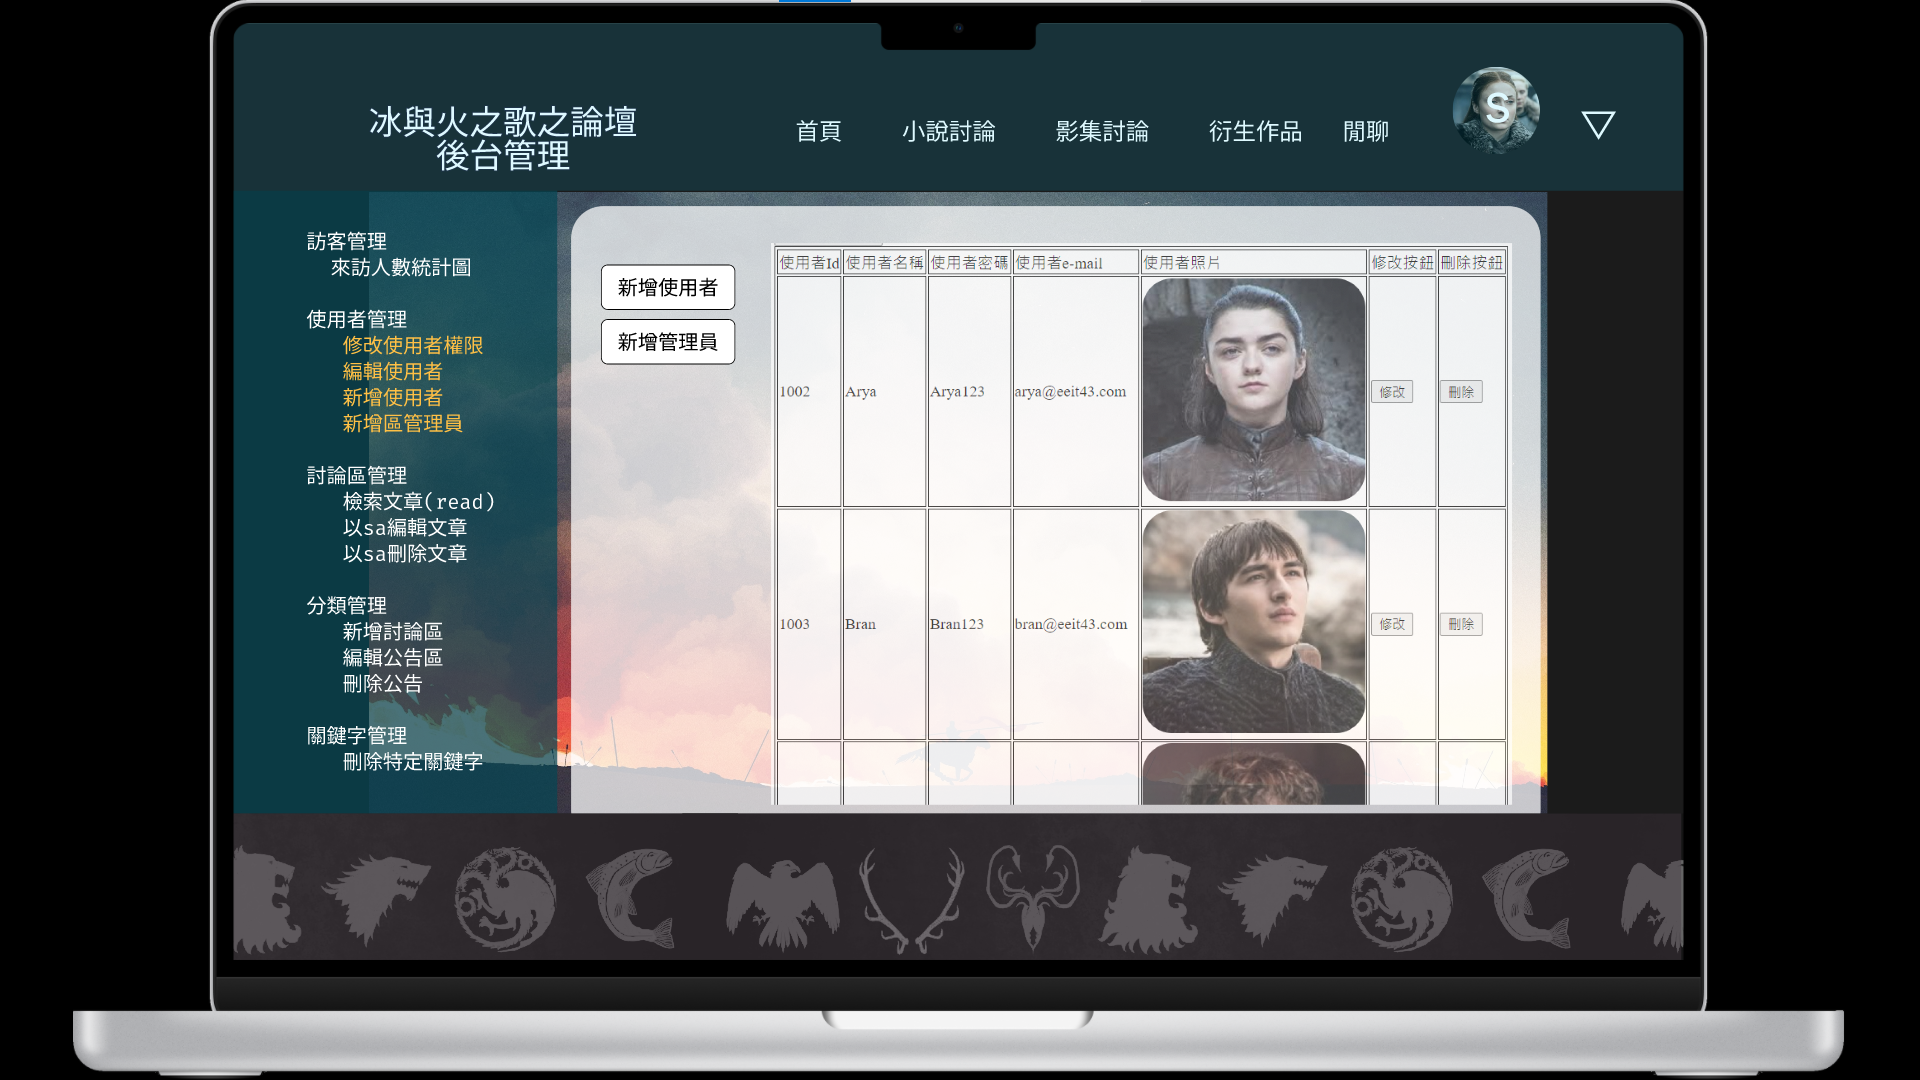 冰與火之歌之論壇
後台管理
首頁
小說討論
影集討論
衍生作品
閒聊
S
訪客管理
來訪人數統計圖
使用者管理
修改使用者權限
編輯使用者
新增使用者
新增區管理員
討論區管理
檢索文章(read)
以sa編輯文章
以sa刪除文章
分類管理
新增討論區
編輯公告區
刪除公告
關鍵字管理
刪除特定關鍵字
新增使用者
新增管理員
使用者Id 使用者名稱 使用者密碼 使用者e-mail 使用者照片 修改按鈕 刪除按鈕
1002 Arya Arya123 arya@eeit43.com 修改 刪除
1003 Bran Bran123 bran@eeit43.com 修改 刪除